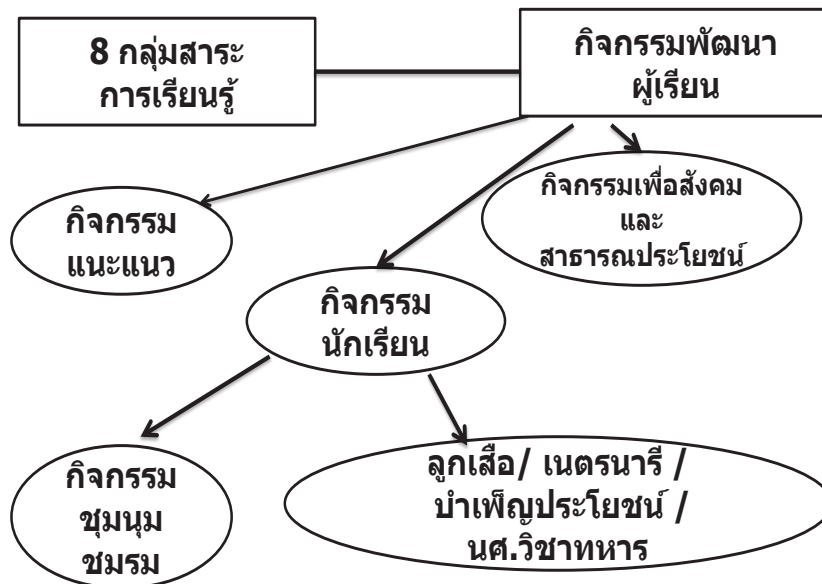 8 กลุ่มสาระ
การเรียนรู้
กิจกรรมพัฒนา
ผู้เรียน
กิจกรรม
แนะแนว
กิจกรรมเพื่อสังคม
และ
สาธารณประโยชน์
กิจกรรม
นักเรียน
กิจกรรม
ชุมนุม
ชมรม
ลูกเสือ/ เนตรนารี /
บำเพ็ญประโยชน์ /
นศ.วิชาทหาร